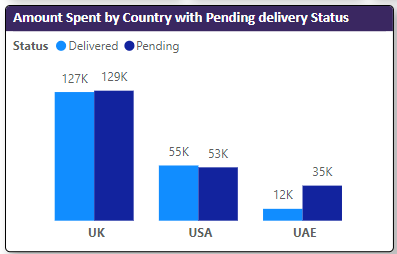 Amount Spent by Country with Pending delivery Status
Status Delivered Pending
127K 129K
55K 53K
12K 35K
UK USA UAE